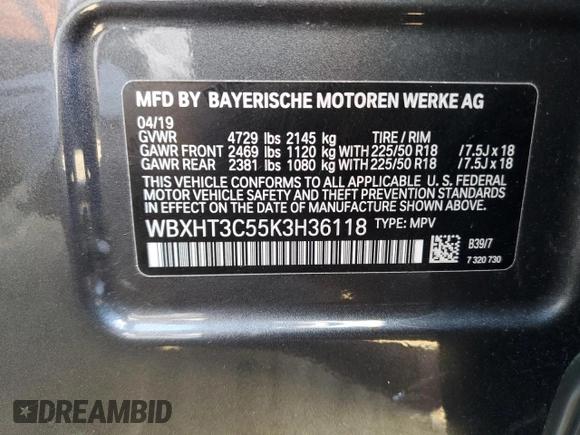 MFD BY BAYERISCHE MOTOREN WERKE AG
04/19
GVWR 4729 lbs 2145 kg TIRE / RIM
GAWR FRONT 2469 lbs 1120 kg WITH 225/50 R18 /7.5J x 18
GAWR REAR 2381 lbs 1080 kg WITH 225/50 R18 /7.5J x 18
THIS VEHICLE CONFORMS TO ALL APPLICABLE U. S. FEDERAL
MOTOR VEHICLE SAFETY AND THEFT PREVENTION STANDARDS
IN EFFECT ON THE DATE OF MANUFACTURE SHOWN ABOVE.
WBXHT3C55K3H36118 TYPE: MPV
B39/7
7 320 730
DREAMBID